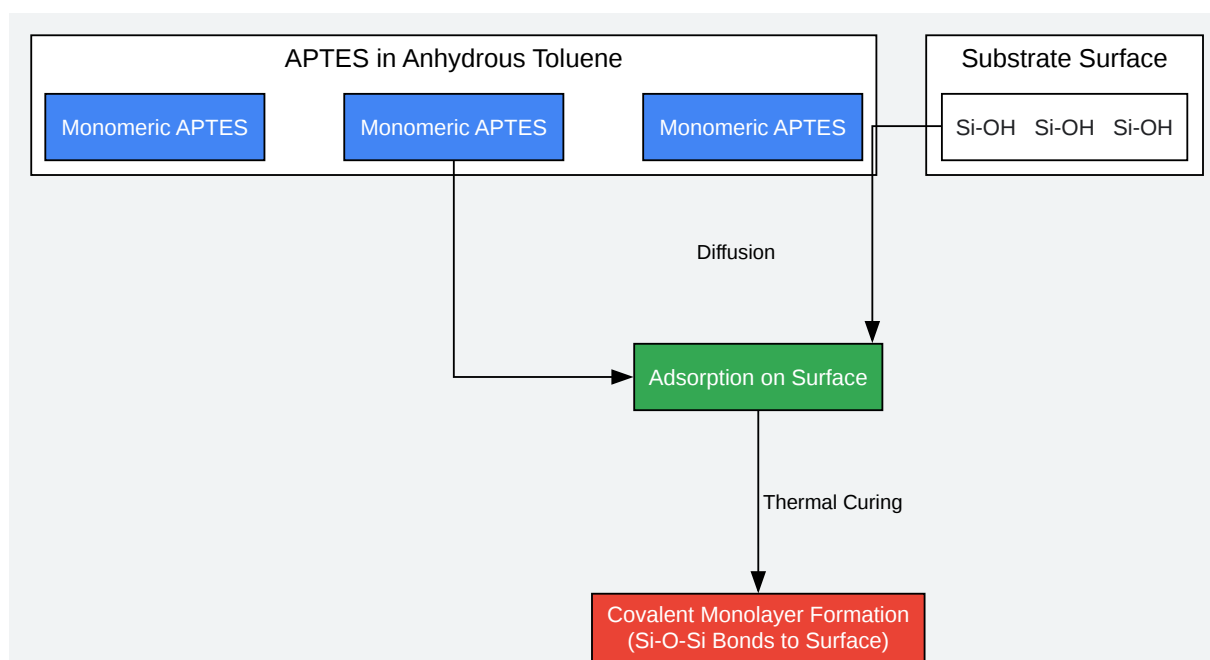 APTES in Anhydrous Toluene
Substrate Surface
Monomeric APTES
Monomeric APTES
Monomeric APTES
Si-OH Si-OH Si-OH
Diffusion
Adsorption on Surface
Thermal Curing
Covalent Monolayer Formation
(Si-O-Si Bonds to Surface)